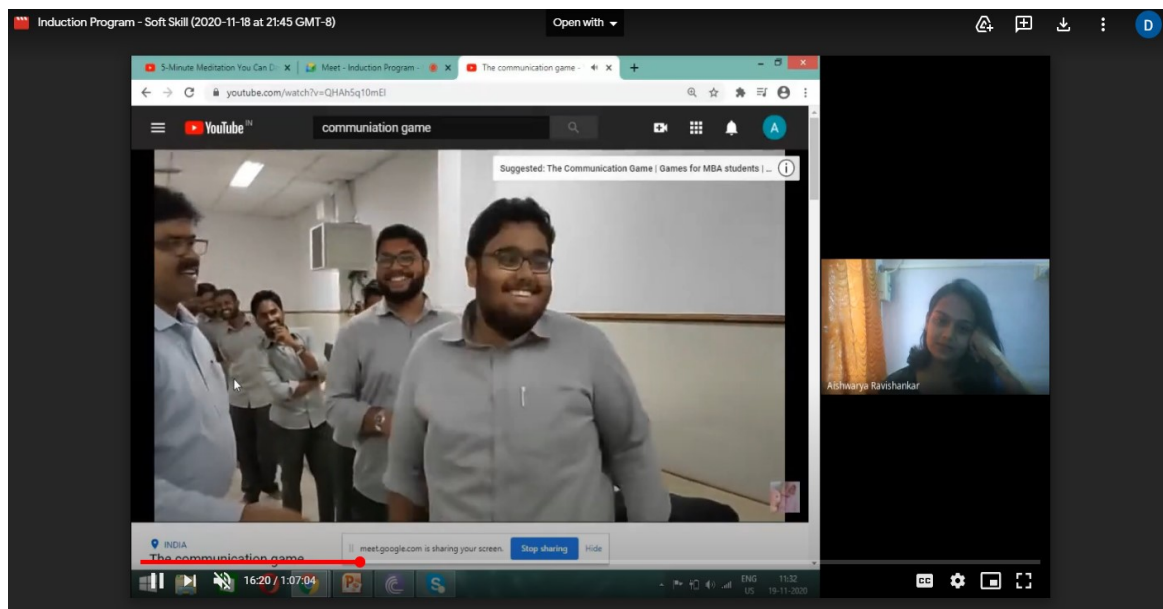 Induction Program - Soft Skill (2020-11-18 at 21:45 GMT-8)
Open with
D
5-Minute Meditation You Can D
Meet - Induction Program -
The communication game -
youtube.com/watch?v=QHAh5q10mEI
YouTube IN
communiation game
A
Suggested: The Communication Game | Games for MBA students | ...
Aishwarya Ravishankar
INDIA
The communication game
meet.google.com is sharing your screen.
Stop sharing
Hide
16:20 / 1:07:04
ENG
11:32
US
19-11-2020
CC